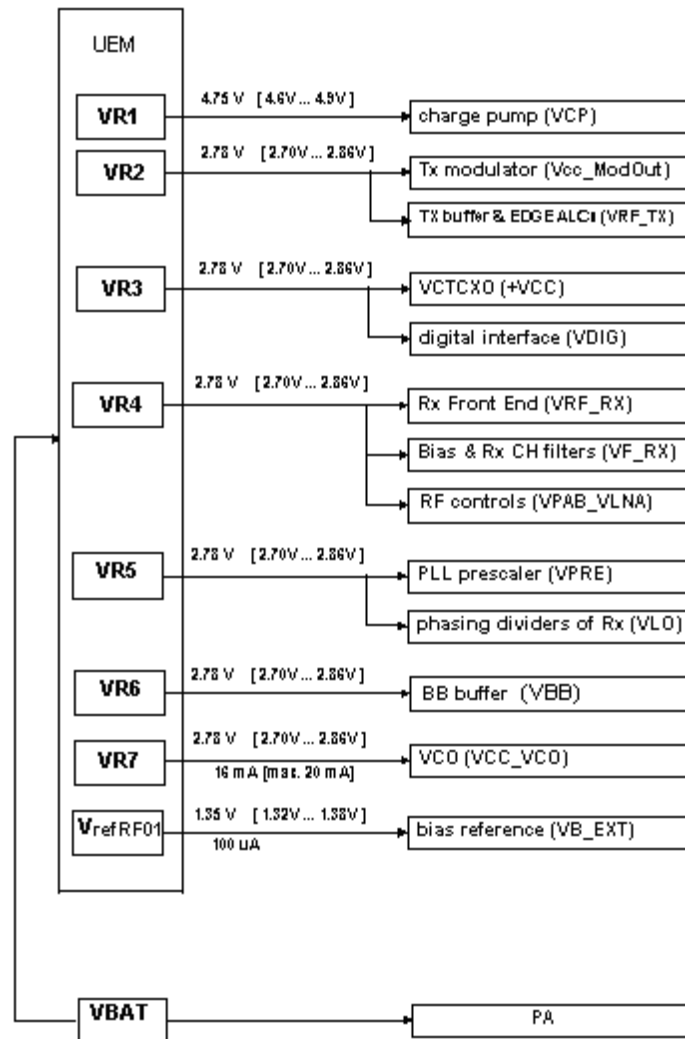 UEM
VR1
4.75 V [ 4.6V ... 4.9V ]
charge pump (VCP)
VR2
2.78 V [2.70V ... 2.86V ]
Tx modulator (Vcc_ModOut)
TX buffer & EDGE ALCs (VRF_TX)
VR3
2.78 V [2.70V ... 2.86V ]
VCTCXO (+VCC)
digital interface (VDIG)
VR4
2.78 V [2.70V ... 2.86V ]
Rx Front End (VRF_RX)
Bias & Rx CH filters (VF_RX)
RF controls (VPAB_VLNA)
VR5
2.78 V [2.70V ... 2.86V ]
PLL prescaler (VPRE)
phasing dividers of Rx (VLO)
VR6
2.78 V [2.70V ... 2.86V ]
BB buffer (VBB)
VR7
2.78 V [2.70V ... 2.86V ]
16 mA [max. 20 mA]
VCO (VCC_VCO)
VrefRF01
1.35 V [1.32V ... 1.38V ]
100 uA
bias reference (VB_EXT)
VBAT
PA